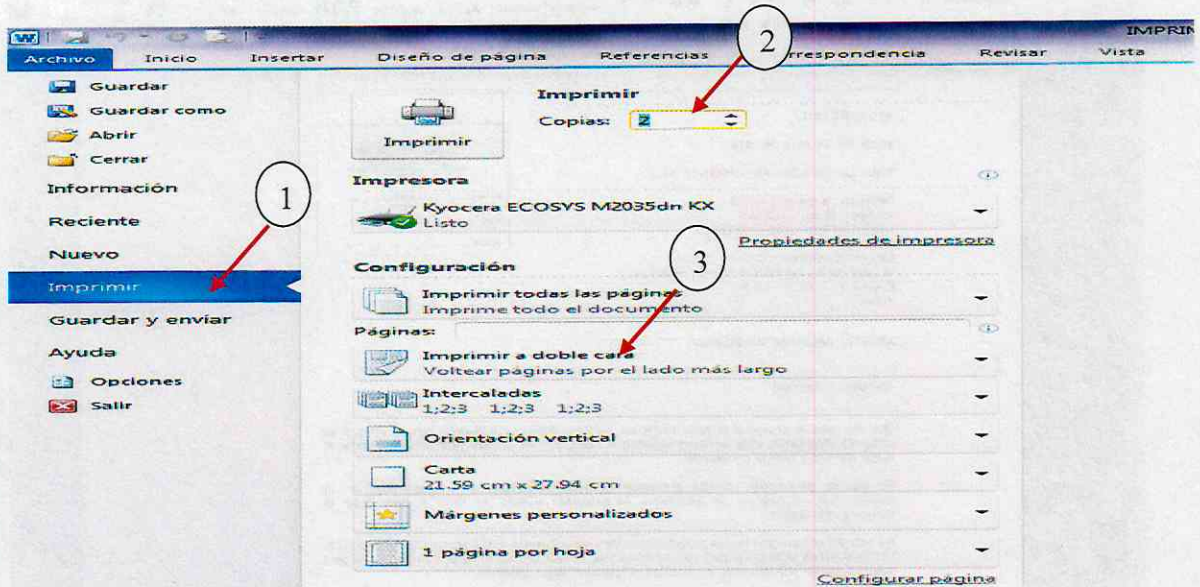 IMPRIN
Archivo Inicio Insertar Diseño de página Referencias rrespondencia Revisar Vista
2
Guardar
Guardar como
Abrir
Cerrar
Información
Reciente
Nuevo
Imprimir
Guardar y enviar
Ayuda
Opciones
Salir
1
Imprimir
Imprimir
Copias: 2
Impresora
Kyocera ECOSYS M2035dn KX
Listo
Propiedades de impresora
3
Configuración
Imprimir todas las páginas
Imprime todo el documento
Páginas:
Imprimir a doble cara
Voltear páginas por el lado más largo
Intercaladas
1;2;3 1;2;3 1;2;3
Orientación vertical
Carta
21.59 cm x 27.94 cm
Márgenes personalizados
1 página por hoja
Configurar página